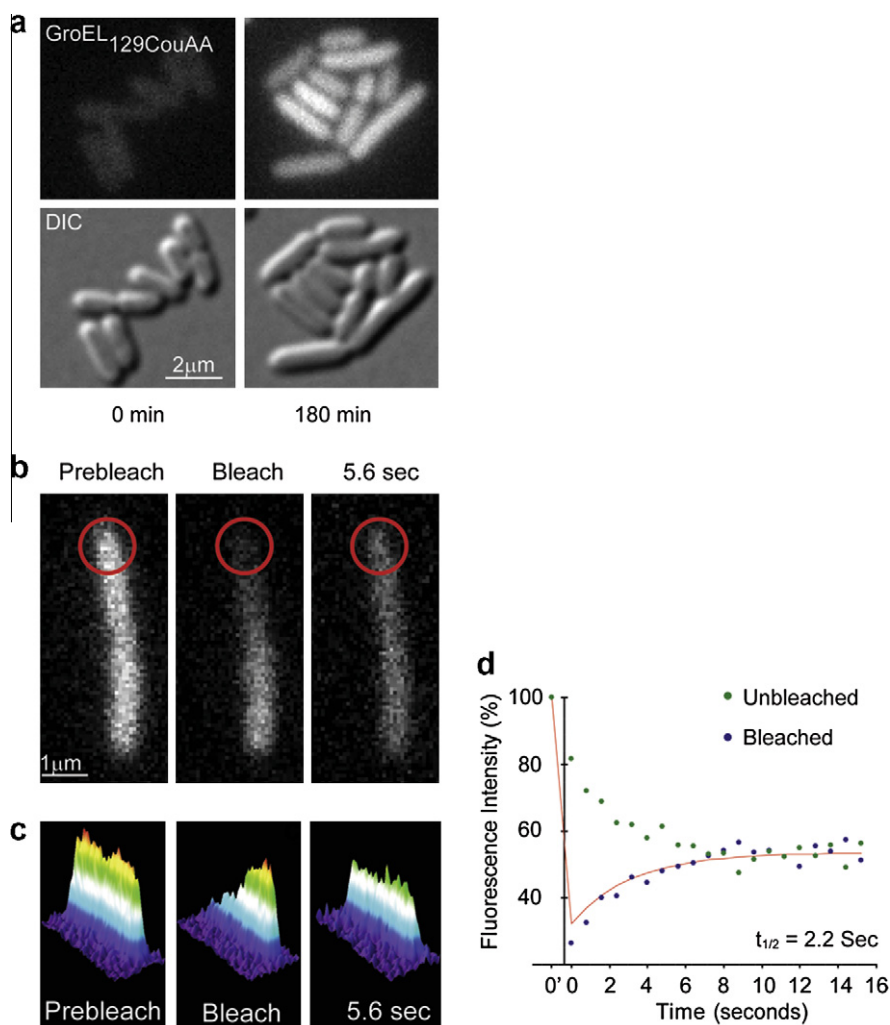 a
GroEL129CouAA
DIC
2μm
0 min 180 min
b
Prebleach Bleach 5.6 sec
1μm
c
Prebleach Bleach 5.6 sec
d
Fluorescence Intensity (%)
100
80
60
40
Unbleached
Bleached
t1/2 = 2.2 Sec
0' 0 2 4 6 8 10 12 14 16
Time (seconds)